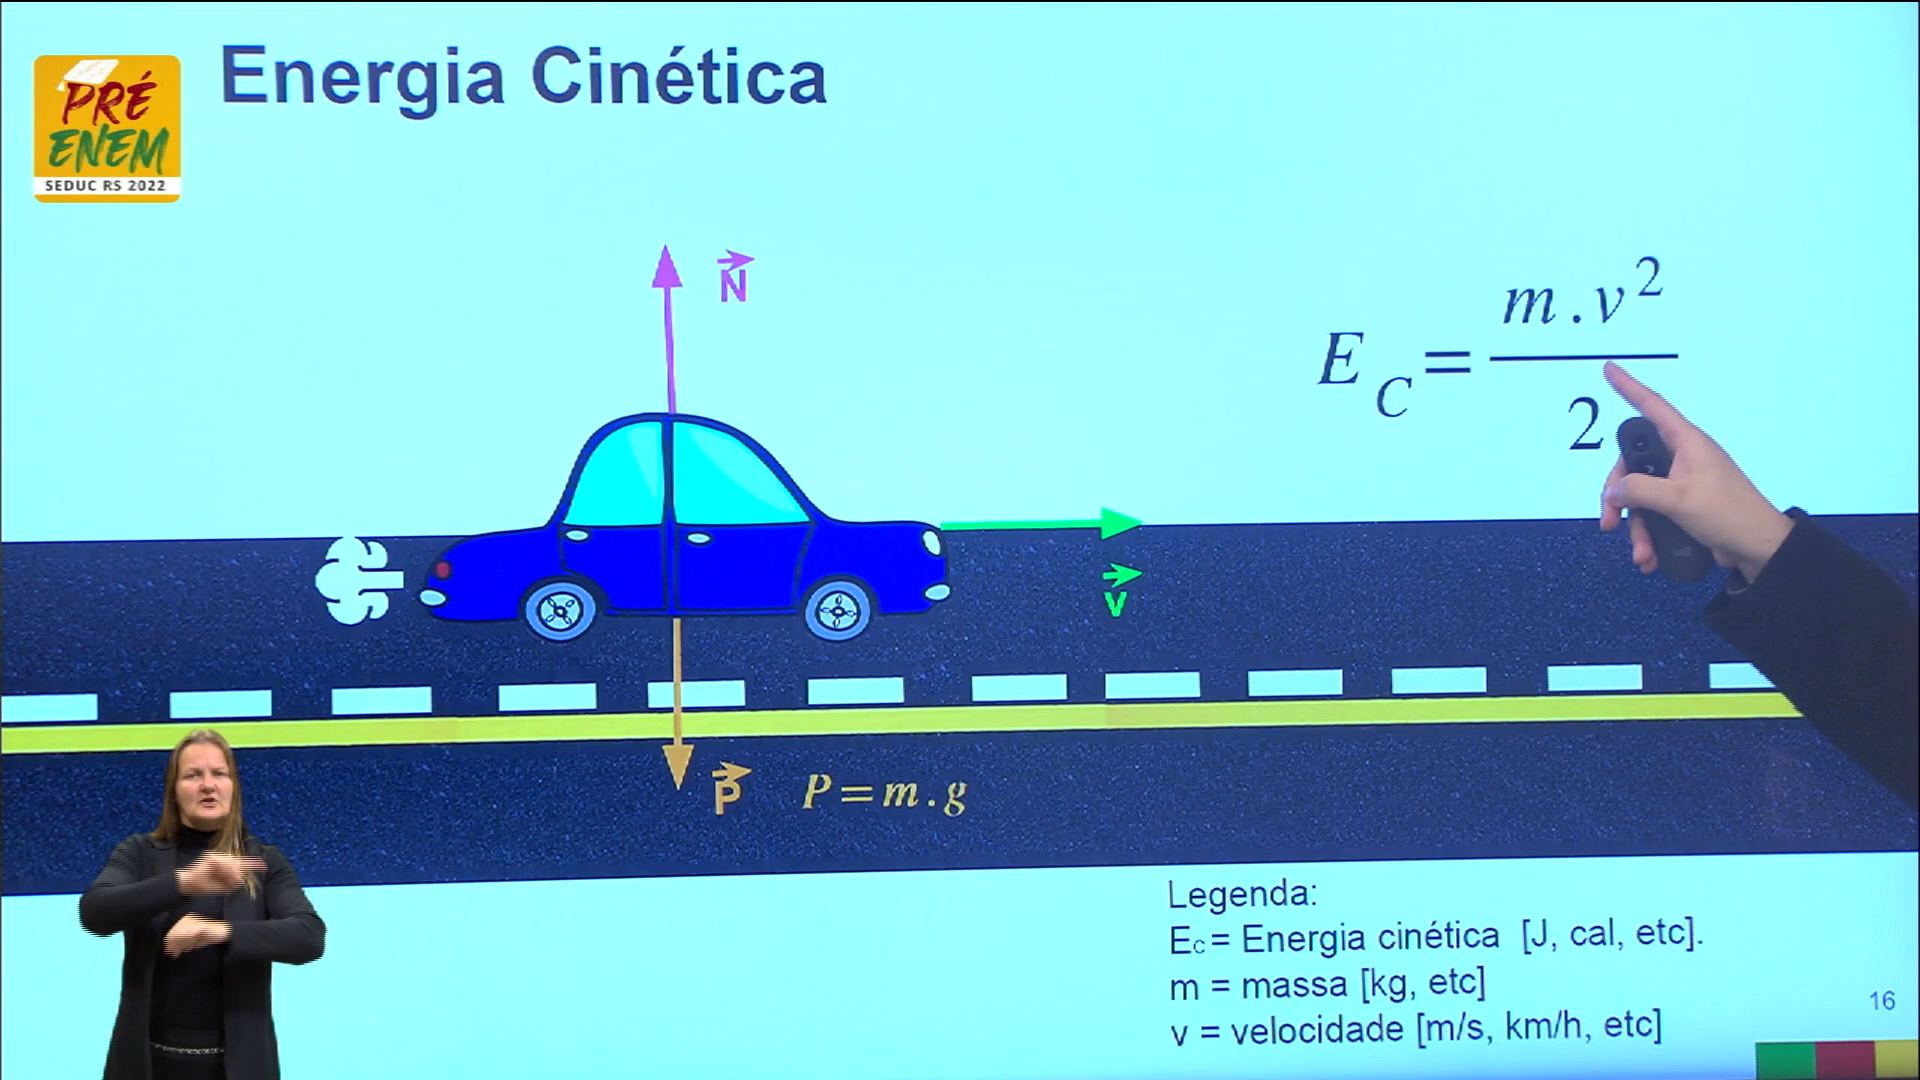 Energia Cinética
PRÉ
ENEM
SEDUC RS 2022
N
E C = m . v 2
2
v
P P = m . g
Legenda:
Ec = Energia cinética [J, cal, etc].
m = massa [kg, etc]
v = velocidade [m/s, km/h, etc]
16